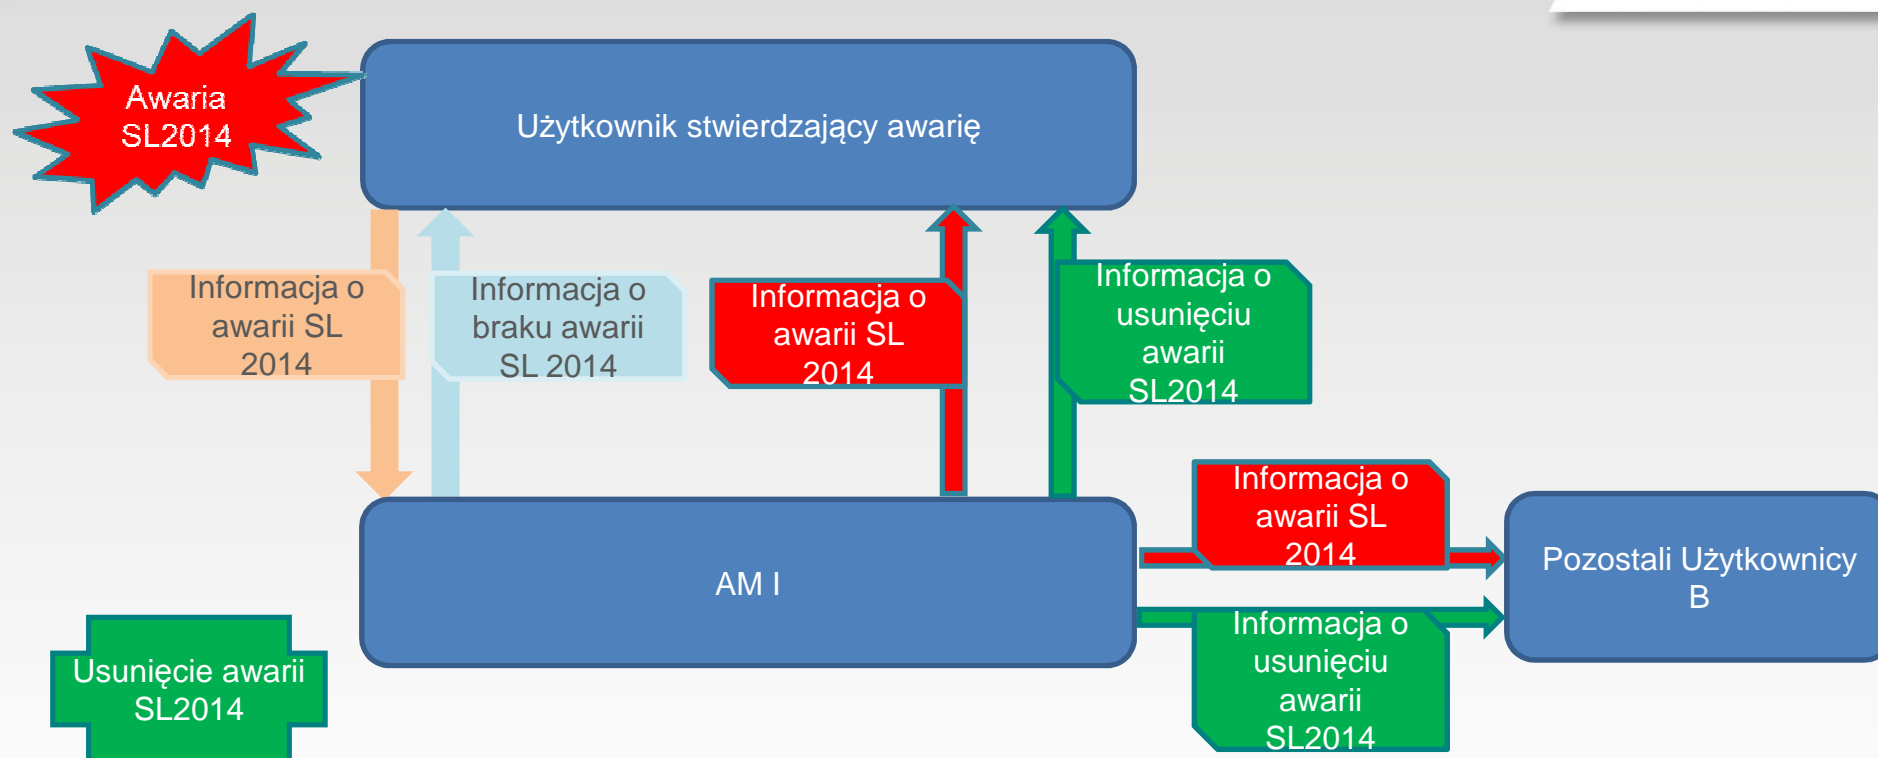 Awaria
SL2014
Użytkownik stwierdzający awarię
Informacja o
awarii SL
2014
Informacja o
braku awarii
SL 2014
Informacja o
awarii SL
2014
Informacja o
usunięciu
awarii
SL2014
AM I
Informacja o
awarii SL
2014
Pozostali Użytkownicy
B
Informacja o
usunięciu
awarii
SL2014
Usunięcie awarii
SL2014